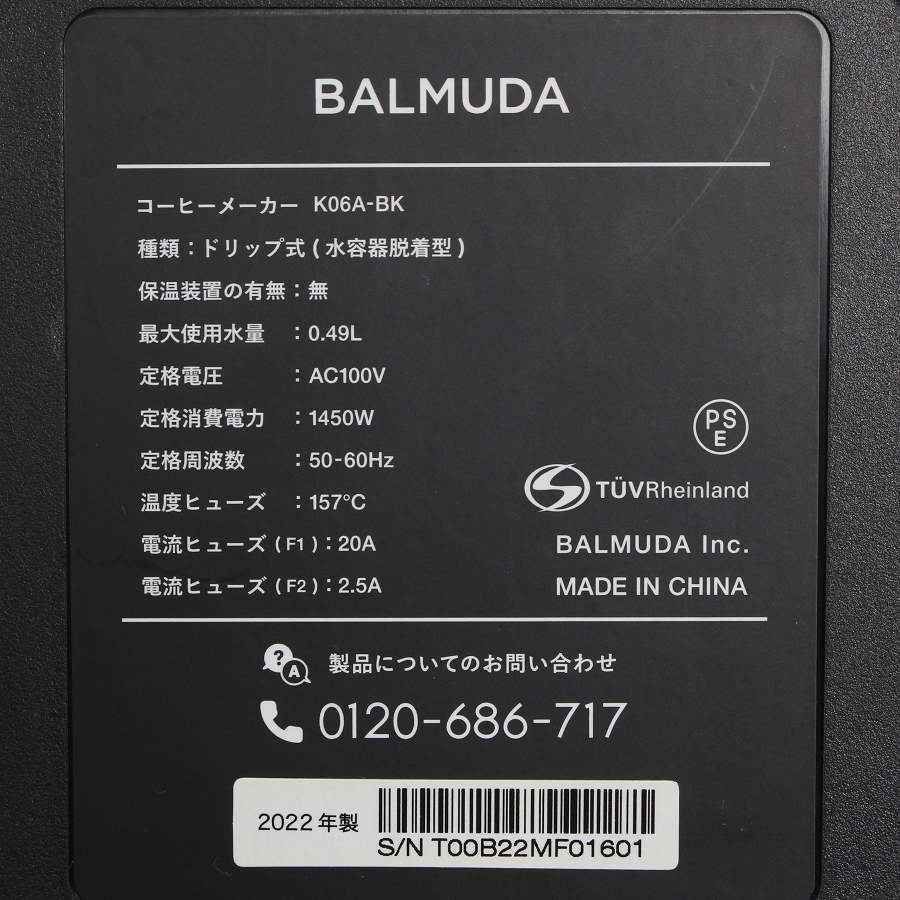 BALMUDA
コーヒーメーカー K06A-BK
種類：ドリップ式 ( 水容器脱着型 )
保温装置の有無：無
最大使用水量 ：0.49L
定格電圧 ：AC100V
定格消費電力 ：1450W
定格周波数 ：50-60Hz
温度ヒューズ ：157°C
電流ヒューズ ( F1 )：20A
電流ヒューズ ( F2 )：2.5A
PS
E
TÜVRheinland
BALMUDA Inc.
MADE IN CHINA
? A 製品についてのお問い合わせ
0120-686-717
2022 年製
S/N T00B22MF01601